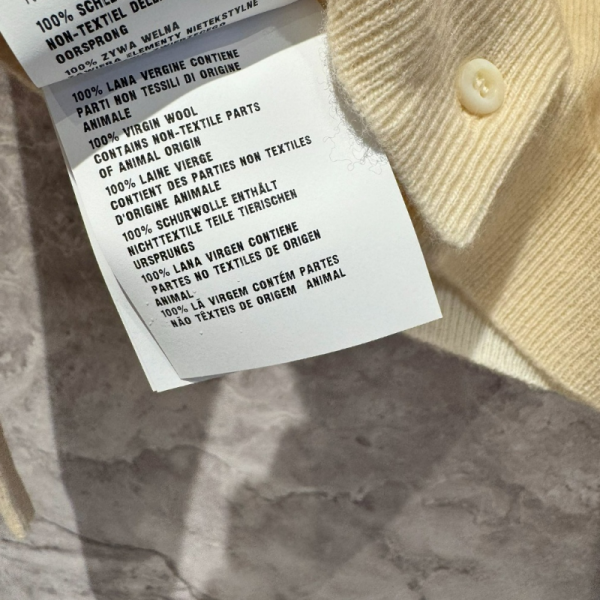 100%
NON-TEXTIEL
OORSPRONG
100% ZYWA WELNA
ELEMENTY NIETEKSTYLNE
100% LANA VERGINE CONTIENE
PARTI NON TESSILI DI ORIGINE
ANIMALE
100% VIRGIN WOOL
CONTAINS NON-TEXTILE PARTS
OF ANIMAL ORIGIN
100% LAINE VIERGE
CONTIENT DES PARTIES NON TEXTILES
D'ORIGINE ANIMALE
100% SCHURWOLLE ENTHÄLT
NICHTTEXTILE TEILE TIERISCHEN
URSPRUNGS
100% LANA VIRGEN CONTIENE
PARTES NO TEXTILES DE ORIGEN
ANIMAL
100% LÃ VIRGEM CONTÉM PARTES
NÃO TÊXTEIS DE ORIGEM ANIMAL